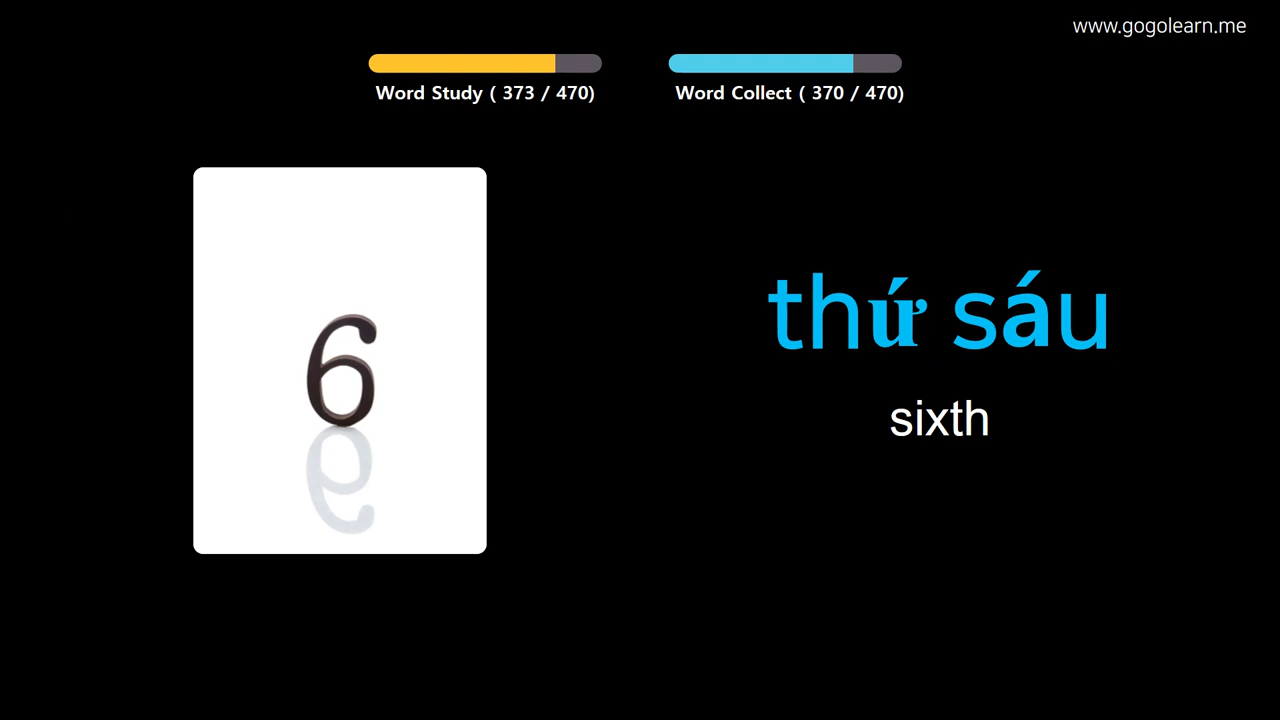 www.gogolearn.me
Word Study ( 373 / 470)
Word Collect ( 370 / 470)
6
thứ sáu
sixth